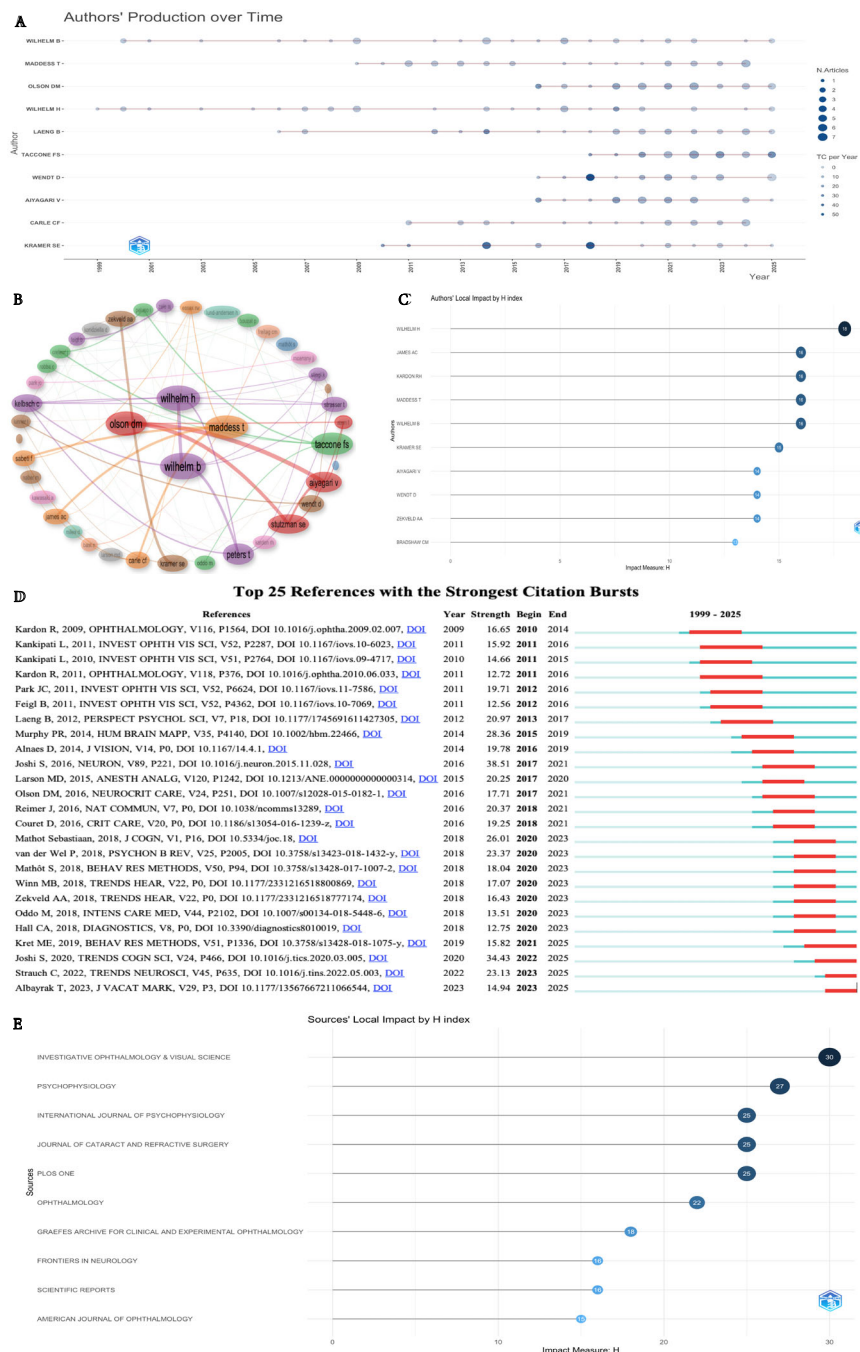 A
Authors' Production over Time
Author
WILHELM B
MADDESS T
OLSON DM
WILHELM H
LAENG B
TACCONE FS
WENDT D
AIYAGARI V
CARLE CF
KRAMER SE
1999
2001
2003
2005
2007
2009
2011
2013
2015
2017
2019
2021
2023
2025
Year
N.Articles
1
2
3
4
5
6
7
TC per Year
0
10
20
30
40
50
B
zekveld aa
kelbsch c
wilhelm h
olson dm
maddess t
taccone fs
wilhelm b
aiyagari v
wendt d
stutzman se
james ac
carle cf
kramer se
peters t
C
Authors' Local Impact by H index
Authors
WILHELM H
JAMES AC
KARDON RH
MADDESS T
WILHELM B
KRAMER SE
AIYAGARI V
WENDT D
ZEKVELD AA
BRADSHAW CM
18
16
16
16
16
15
14
14
14
13
0
5
10
15
Impact Measure: H
D
Top 25 References with the Strongest Citation Bursts
References Year Strength Begin End 1999 - 2025
Kardon R, 2009, OPHTHALMOLOGY, V116, P1564, DOI 10.1016/j.ophtha.2009.02.007, DOI 2009 16.65 2010 2014
Kankipati L, 2011, INVEST OPHTH VIS SCI, V52, P2287, DOI 10.1167/iovs.10-6023, DOI 2011 15.92 2011 2016
Kankipati L, 2010, INVEST OPHTH VIS SCI, V51, P2764, DOI 10.1167/iovs.09-4717, DOI 2010 14.66 2011 2015
Kardon R, 2011, OPHTHALMOLOGY, V118, P376, DOI 10.1016/j.ophtha.2010.06.033, DOI 2011 12.72 2011 2016
Park JC, 2011, INVEST OPHTH VIS SCI, V52, P6624, DOI 10.1167/iovs.11-7586, DOI 2011 19.71 2012 2016
Feigl B, 2011, INVEST OPHTH VIS SCI, V52, P4362, DOI 10.1167/iovs.10-7069, DOI 2011 12.56 2012 2016
Laeng B, 2012, PERSPECT PSYCHOL SCI, V7, P18, DOI 10.1177/1745691611427305, DOI 2012 20.97 2013 2017
Murphy PR, 2014, HUM BRAIN MAPP, V35, P4140, DOI 10.1002/hbm.22466, DOI 2014 28.36 2015 2019
Alnaes D, 2014, J VISION, V14, P0, DOI 10.1167/14.4.1, DOI 2014 19.78 2016 2019
Joshi S, 2016, NEURON, V89, P221, DOI 10.1016/j.neuron.2015.11.028, DOI 2016 38.51 2017 2021
Larson MD, 2015, ANESTH ANALG, V120, P1242, DOI 10.1213/ANE.0000000000000314, DOI 2015 20.25 2017 2020
Olson DM, 2016, NEUROCRIT CARE, V24, P251, DOI 10.1007/s12028-015-0182-1, DOI 2016 17.71 2017 2021
Reimer J, 2016, NAT COMMUN, V7, P0, DOI 10.1038/ncomms13289, DOI 2016 20.37 2018 2021
Couret D, 2016, CRIT CARE, V20, P0, DOI 10.1186/s13054-016-1239-z, DOI 2016 19.25 2018 2021
Mathot Sebastiaan, 2018, J COGN, V1, P16, DOI 10.5334/joc.18, DOI 2018 26.01 2020 2023
van der Wel P, 2018, PSYCHON B REV, V25, P2005, DOI 10.3758/s13423-018-1432-y, DOI 2018 23.37 2020 2023
Mathôt S, 2018, BEHAV RES METHODS, V50, P94, DOI 10.3758/s13428-017-1007-2, DOI 2018 18.04 2020 2023
Winn MB, 2018, TRENDS HEAR, V22, P0, DOI 10.1177/2331216518800869, DOI 2018 17.07 2020 2023
Zekveld AA, 2018, TRENDS HEAR, V22, P0, DOI 10.1177/2331216518777174, DOI 2018 16.43 2020 2023
Oddo M, 2018, INTENS CARE MED, V44, P2102, DOI 10.1007/s00134-018-5448-6, DOI 2018 13.51 2020 2023
Hall CA, 2018, DIAGNOSTICS, V8, P0, DOI 10.3390/diagnostics8010019, DOI 2018 12.75 2020 2023
Kret ME, 2019, BEHAV RES METHODS, V51, P1336, DOI 10.3758/s13428-018-1075-y, DOI 2019 15.82 2021 2025
Joshi S, 2020, TRENDS COGN SCI, V24, P466, DOI 10.1016/j.tics.2020.03.005, DOI 2020 34.43 2022 2025
Strauch C, 2022, TRENDS NEUROSCI, V45, P635, DOI 10.1016/j.tins.2022.05.003, DOI 2022 23.13 2023 2025
Albayrak T, 2023, J VACAT MARK, V29, P3, DOI 10.1177/13567667211066544, DOI 2023 14.94 2023 2025
E
Sources' Local Impact by H index
Sources
INVESTIGATIVE OPHTHALMOLOGY & VISUAL SCIENCE 30
PSYCHOPHYSIOLOGY 27
INTERNATIONAL JOURNAL OF PSYCHOPHYSIOLOGY 25
JOURNAL OF CATARACT AND REFRACTIVE SURGERY 25
PLOS ONE 25
OPHTHALMOLOGY 22
GRAEFES ARCHIVE FOR CLINICAL AND EXPERIMENTAL OPHTHALMOLOGY 18
FRONTIERS IN NEUROLOGY 16
SCIENTIFIC REPORTS 16
AMERICAN JOURNAL OF OPHTHALMOLOGY 15
0
10
20
30
Impact Measure: H